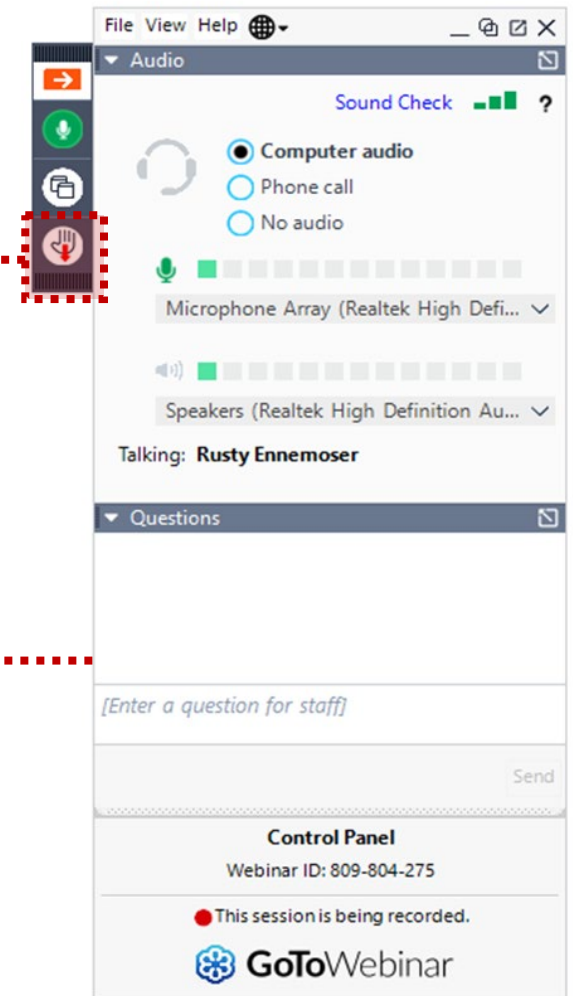 File View Help
Audio
Sound Check ?
Computer audio
Phone call
No audio
Microphone Array (Realtek High Defi...
Speakers (Realtek High Definition Au...
Talking: Rusty Ennemoser
Questions
[Enter a question for staff]
Send
Control Panel
Webinar ID: 809-804-275
This session is being recorded.
GoToWebinar